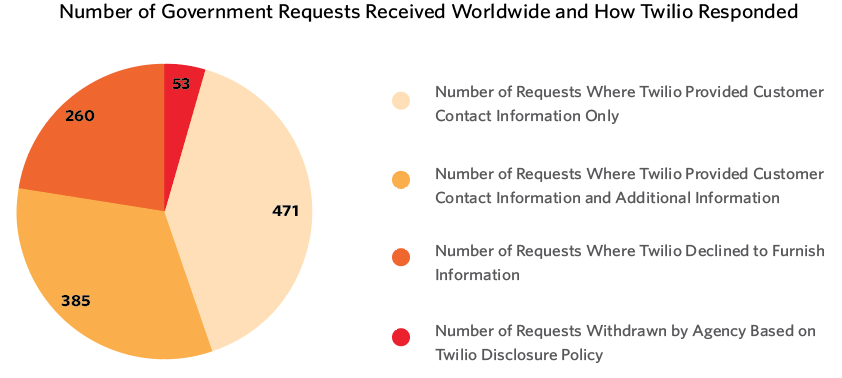 Number of Government Requests Received Worldwide and How Twilio Responded
53
260
471
385
Number of Requests Where Twilio Provided Customer
Contact Information Only
Number of Requests Where Twilio Provided Customer
Contact Information and Additional Information
Number of Requests Where Twilio Declined to Furnish
Information
Number of Requests Withdrawn by Agency Based on
Twilio Disclosure Policy